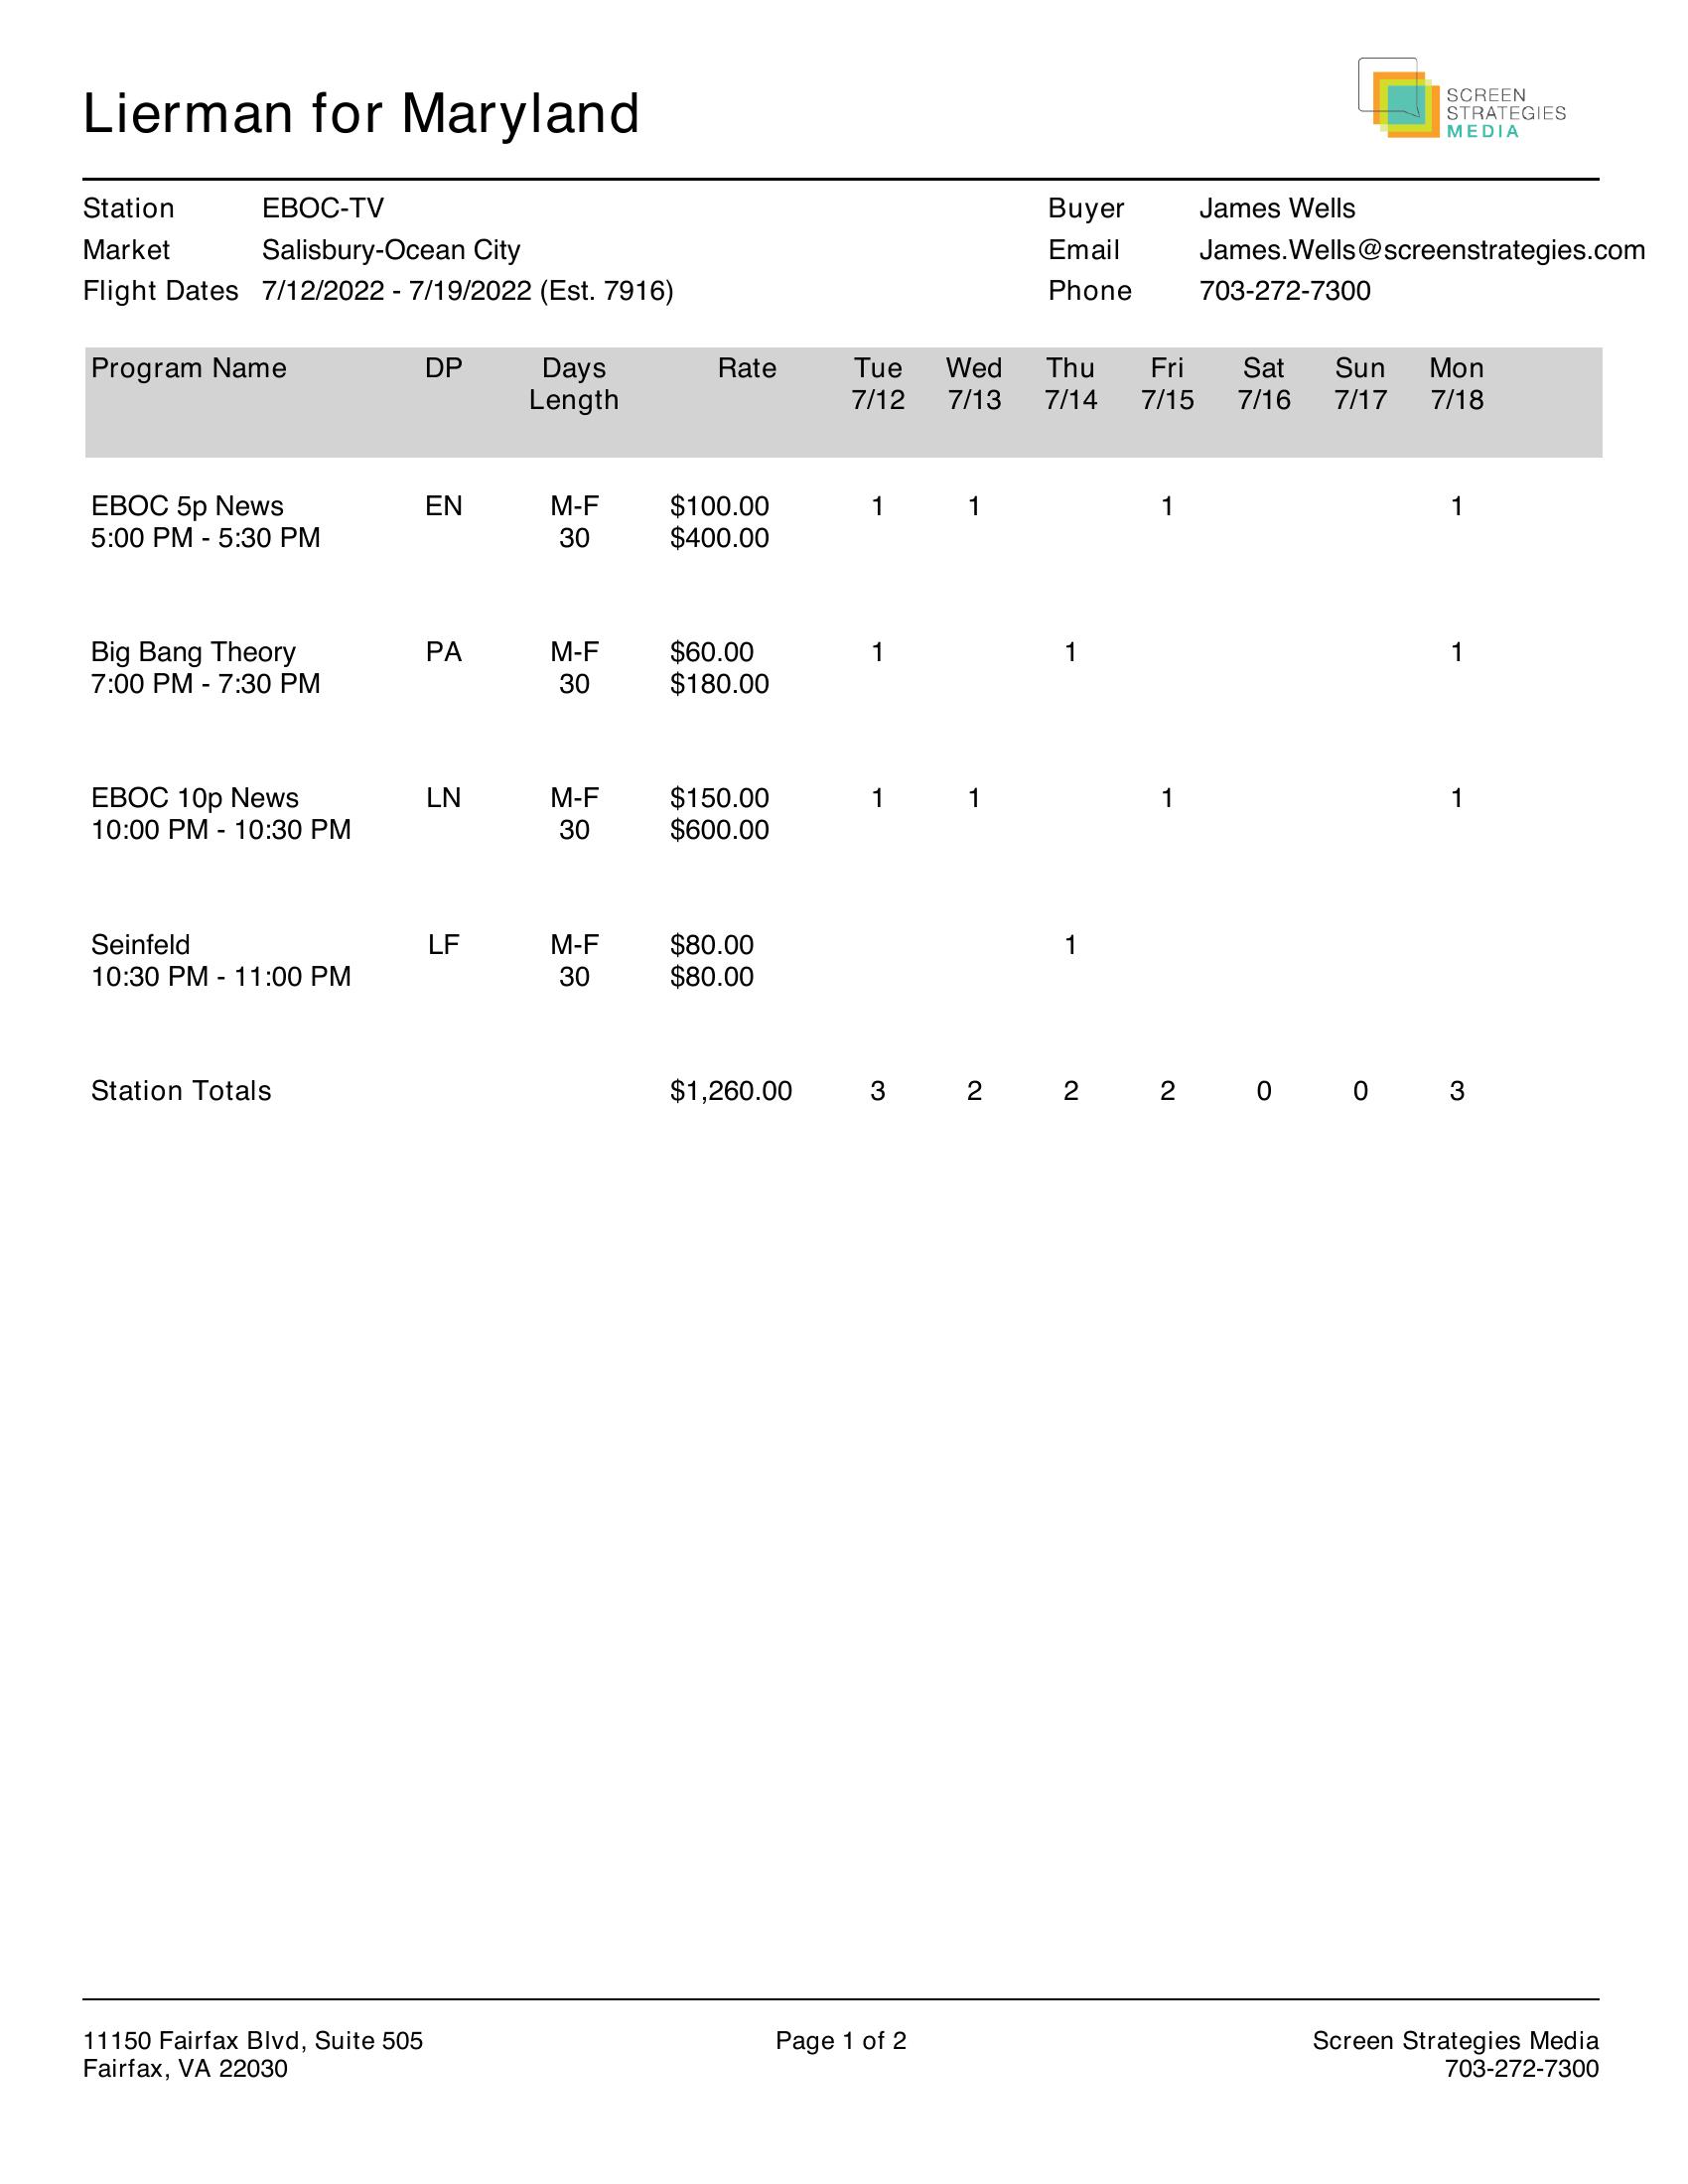 Lierman for Maryland
SCREEN
STRATEGIES
MEDIA
Station EBOC-TV Buyer James Wells
Market Salisbury-Ocean City Email James.Wells@screenstrategies.com
Flight Dates 7/12/2022 - 7/19/2022 (Est. 7916) Phone 703-272-7300
Program Name DP Days Rate Tue Wed Thu Fri Sat Sun Mon
Length 7/12 7/13 7/14 7/15 7/16 7/17 7/18
EBOC 5p News EN M-F $100.00 1 1 1 1
5:00 PM - 5:30 PM 30 $400.00
Big Bang Theory PA M-F $60.00 1 1 1
7:00 PM - 7:30 PM 30 $180.00
EBOC 10p News LN M-F $150.00 1 1 1 1
10:00 PM - 10:30 PM 30 $600.00
Seinfeld LF M-F $80.00 1
10:30 PM - 11:00 PM 30 $80.00
Station Totals $1,260.00 3 2 2 2 0 0 3
11150 Fairfax Blvd, Suite 505 Page 1 of 2 Screen Strategies Media
Fairfax, VA 22030 703-272-7300